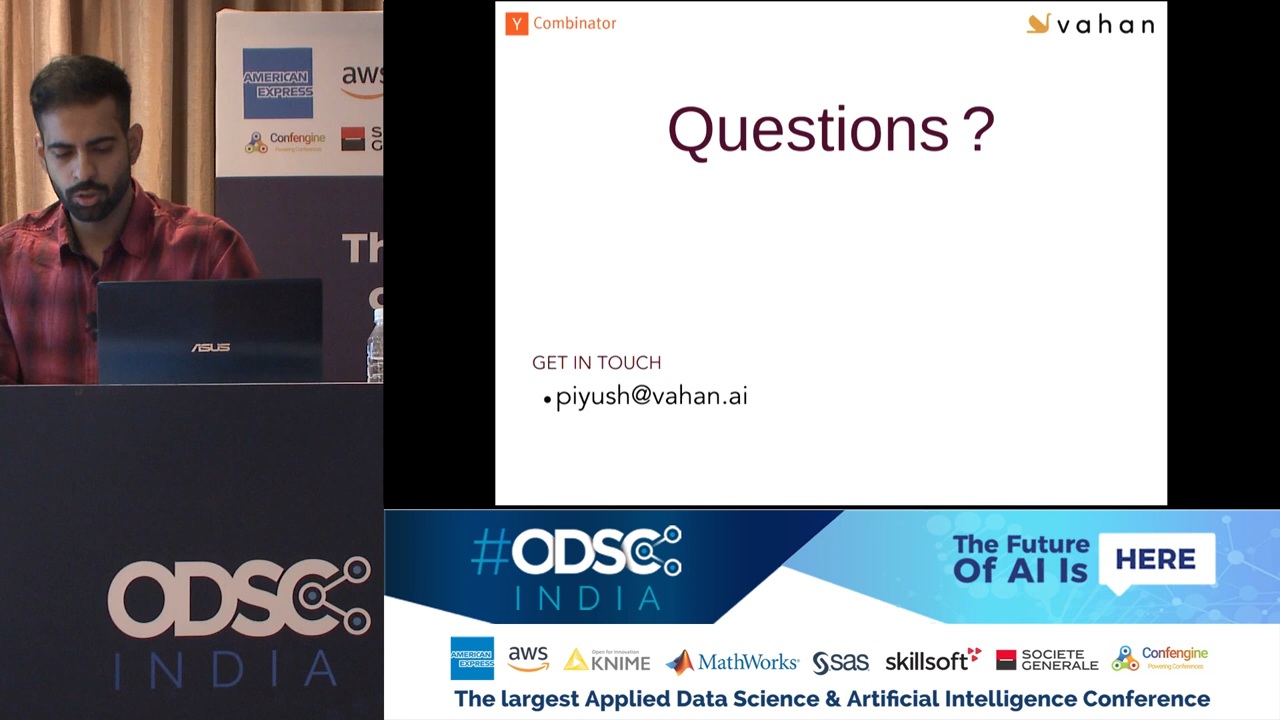 AMERICAN
EXPRESS
aws
Confengine
Powering Conferences
ASUS
ODSC
INDIA
Y Combinator
vahan
Questions ?
GET IN TOUCH
• piyush@vahan.ai
#ODSC
INDIA
The Future
Of AI Is
HERE
AMERICAN
EXPRESS
aws
Open for Innovation
KNIME
MathWorks
sas
skillsoft
SOCIETE
GENERALE
Confengine
Powering Conferences
The largest Applied Data Science & Artificial Intelligence Conference